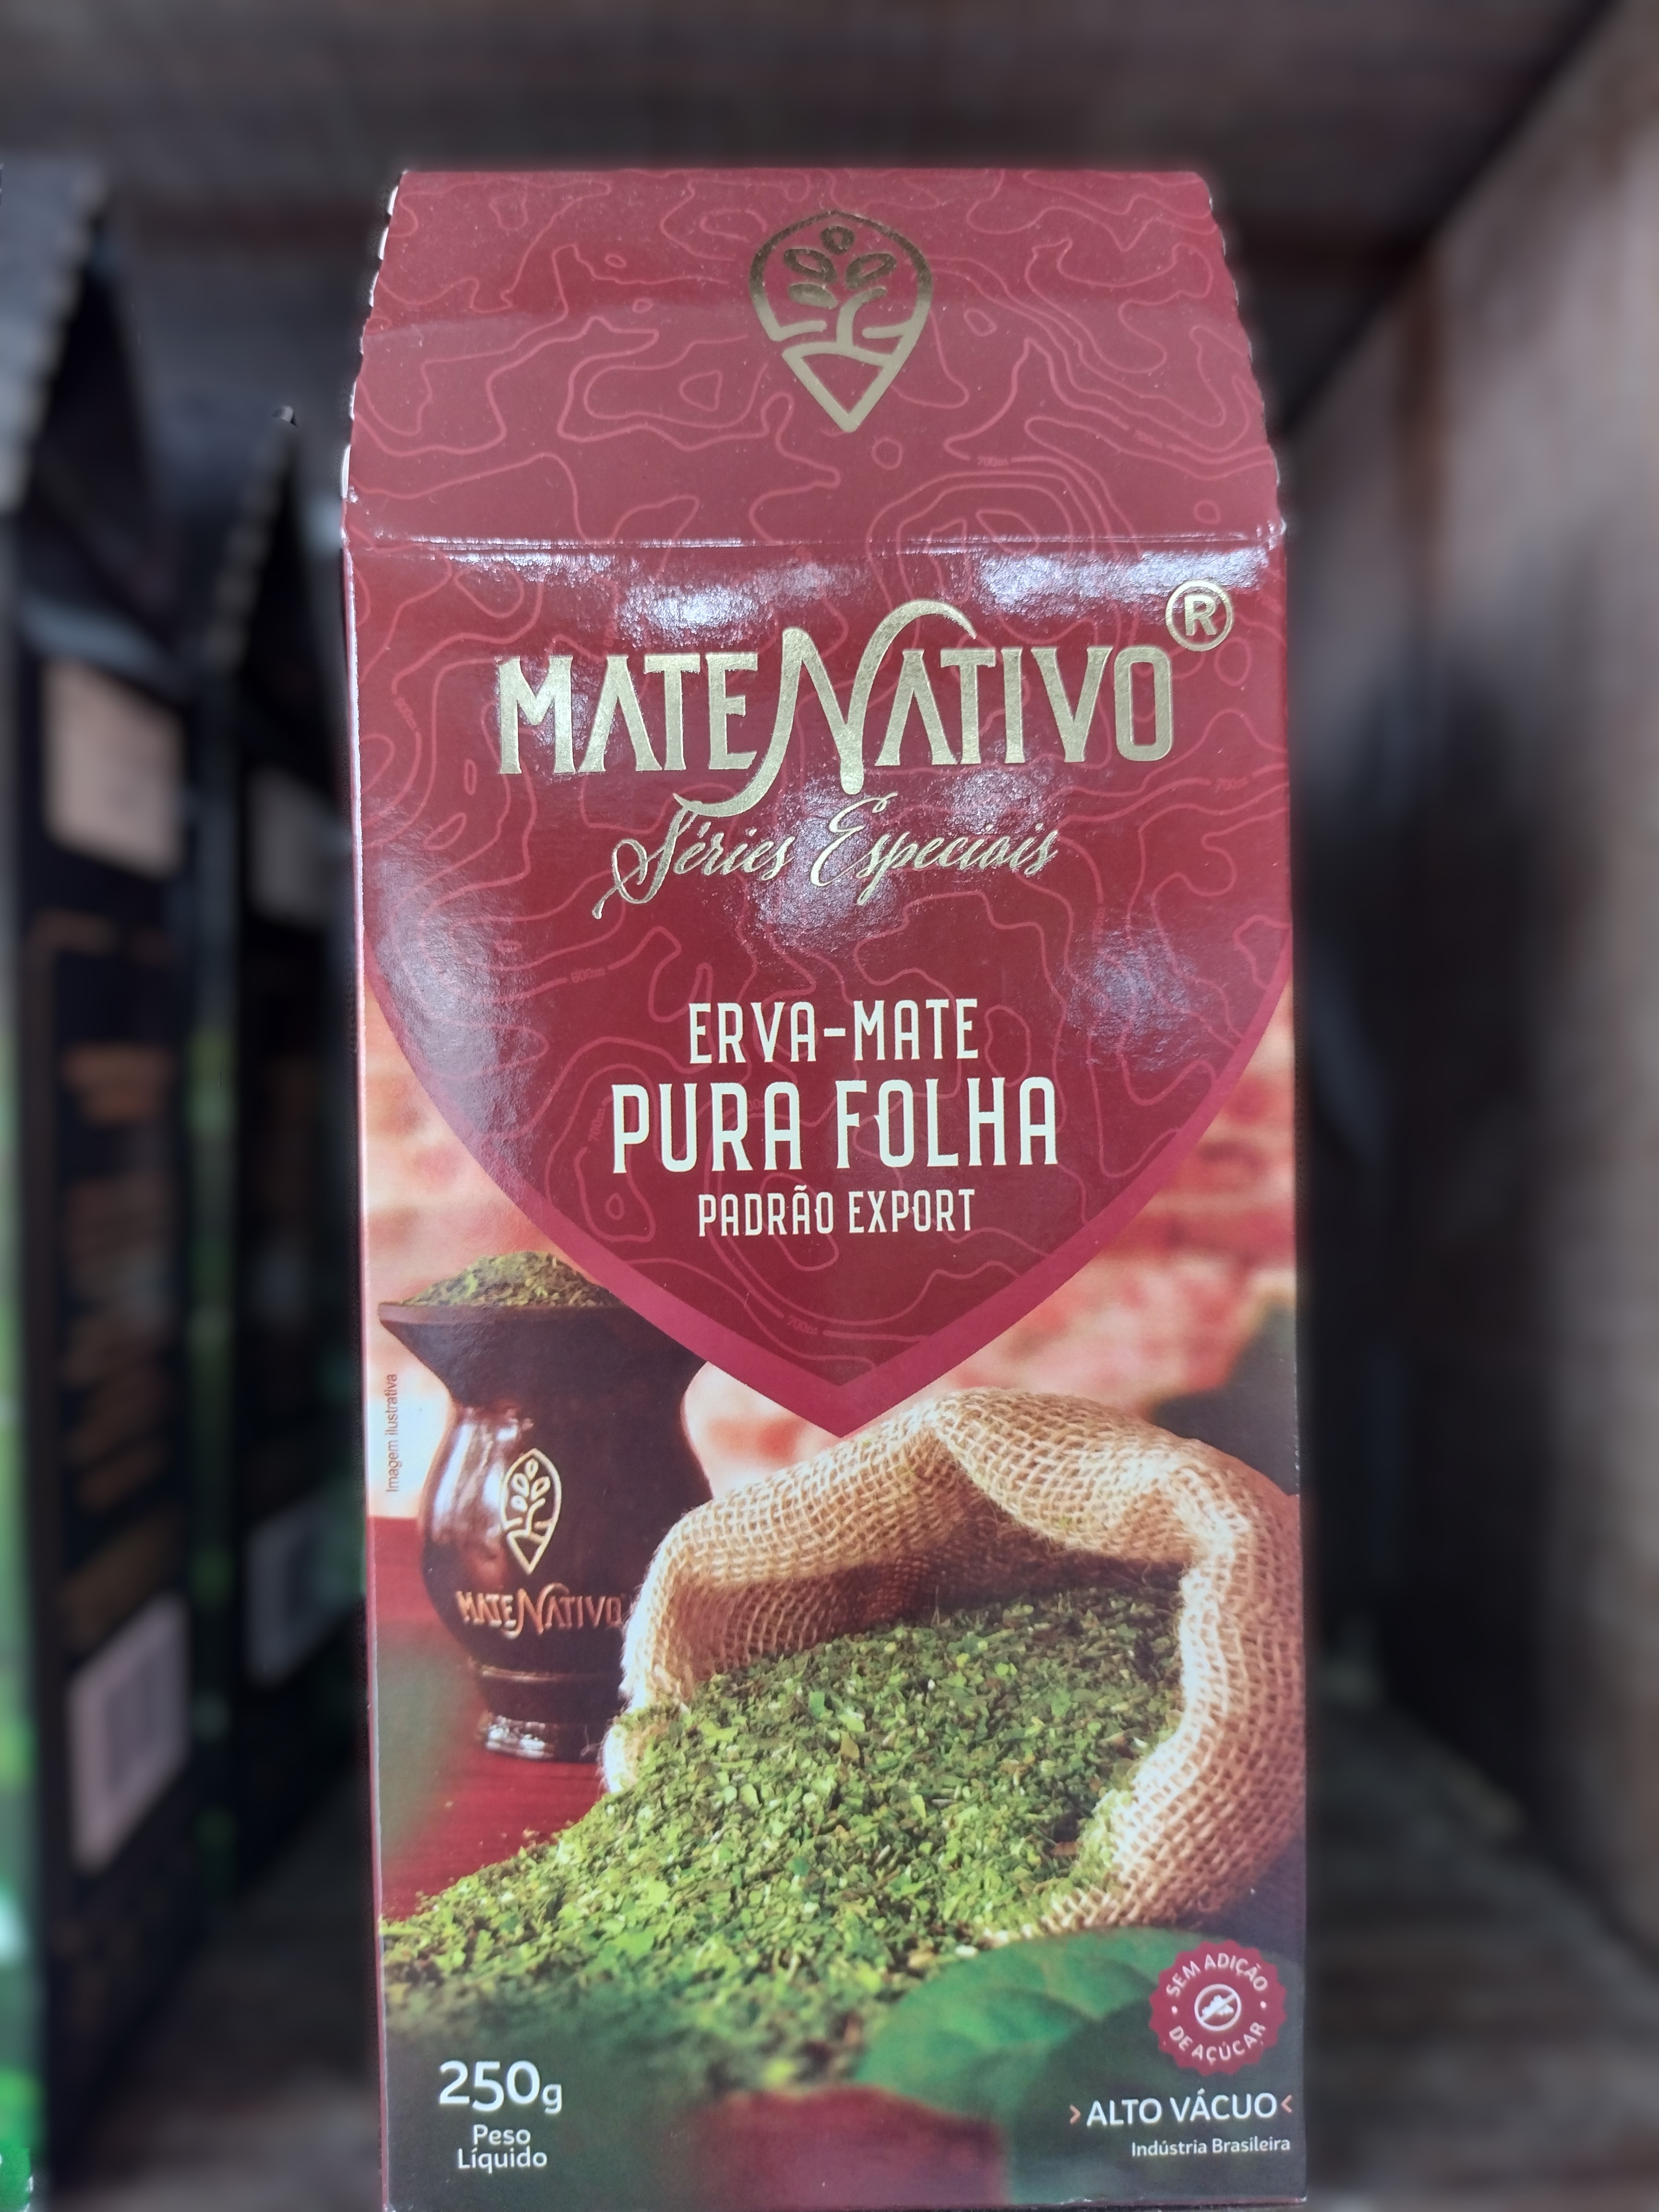 MATENATIVO®
Séries Especiais
ERVA-MATE
PURA FOLHA
PADRÃO EXPORT
Imagem ilustrativa
MATENATIVO
SEM ADIÇÃO
DE AÇÚCAR
250g
Peso
Líquido
>ALTO VÁCUO<
Indústria Brasileira